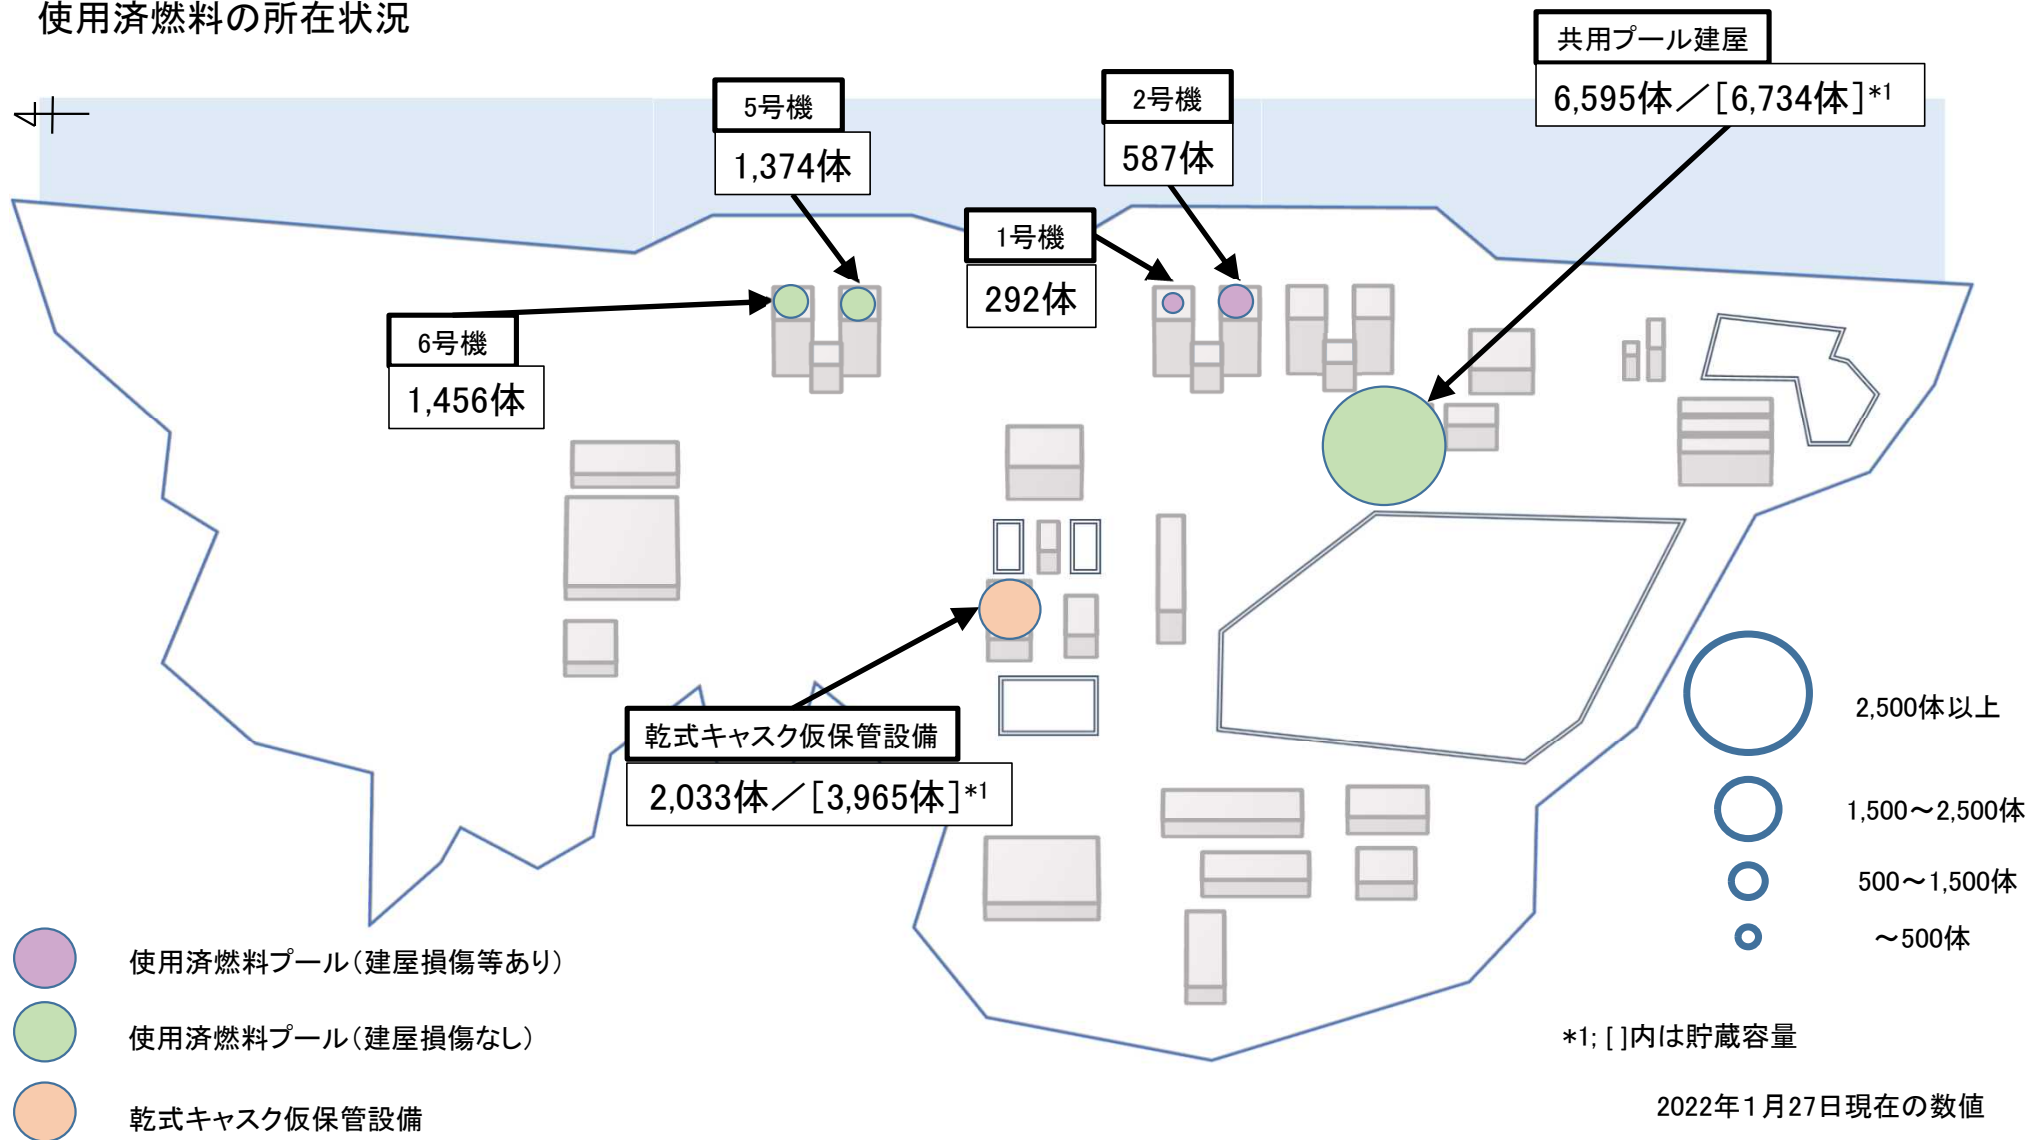 使用済燃料の所在状況
共用プール建屋
6,595体／[6,734体]*1
5号機
1,374体
2号機
587体
1号機
292体
6号機
1,456体
乾式キャスク仮保管設備
2,033体／[3,965体]*1
2,500体以上
1,500～2,500体
500～1,500体
～500体
使用済燃料プール（建屋損傷等あり）
使用済燃料プール（建屋損傷なし）
乾式キャスク仮保管設備
*1; [ ]内は貯蔵容量
2022年1月27日現在の数値